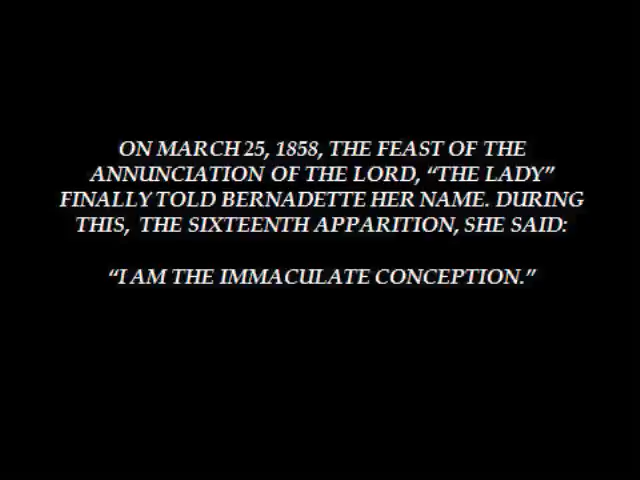 ON MARCH 25, 1858, THE FEAST OF THE
ANNUNCIATION OF THE LORD, “THE LADY”
FINALLY TOLD BERNADETTE HER NAME. DURING
THIS, THE SIXTEENTH APPARITION, SHE SAID:
“I AM THE IMMACULATE CONCEPTION.”